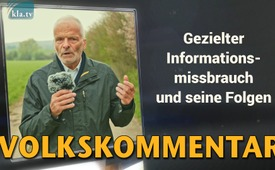 kla.tv
Gezielter
Informations-
missbrauch
und seine Folgen
VOLKSKOMMENTAR